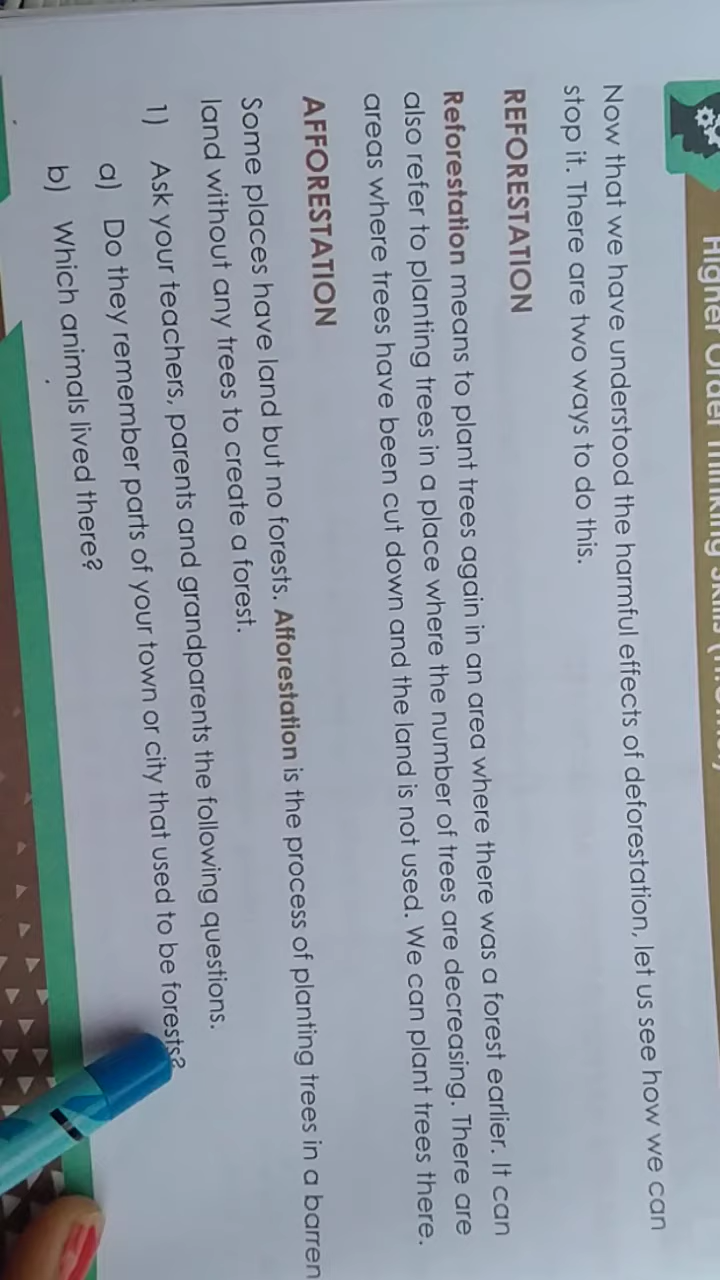 Higher Order Thinking Skills
Now that we have understood the harmful effects of deforestation, let us see how we can
stop it. There are two ways to do this.
REFORESTATION
Reforestation means to plant trees again in an area where there was a forest earlier. It can
also refer to planting trees in a place where the number of trees are decreasing. There are
areas where trees have been cut down and the land is not used. We can plant trees there.
AFFORESTATION
Some places have land but no forests. Afforestation is the process of planting trees in a barren
land without any trees to create a forest.
1) Ask your teachers, parents and grandparents the following questions.
a) Do they remember parts of your town or city that used to be forests?
b) Which animals lived there?